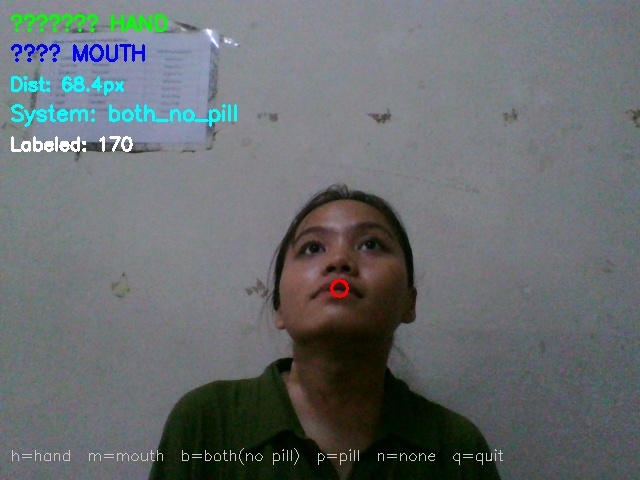 ??????? HAND
???? MOUTH
Dist: 68.4px
System: both_no_pill
Labeled: 170
h=hand m=mouth b=both(no pill) p=pill n=none q=quit